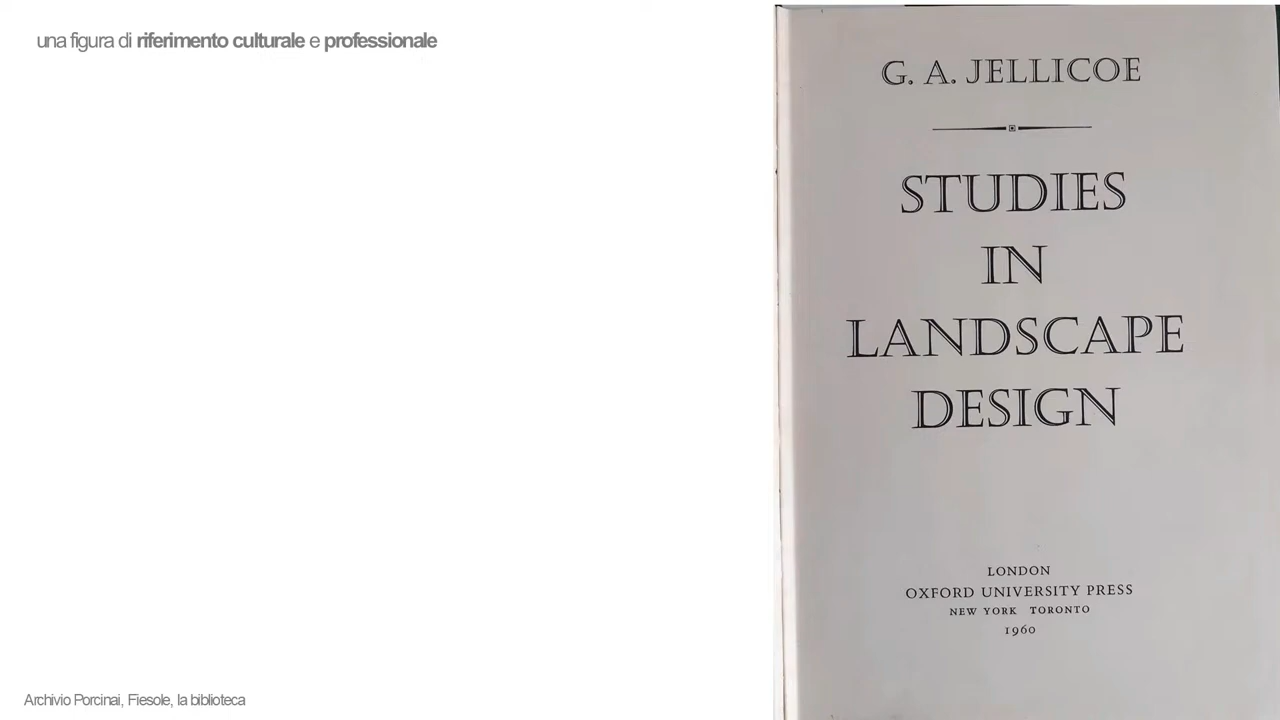 una figura di riferimento culturale e professionale
G. A. JELLICOE
STUDIES
IN
LANDSCAPE
DESIGN
LONDON
OXFORD UNIVERSITY PRESS
NEW YORK TORONTO
1960
Archivio Porcinai, Fiesole, la biblioteca